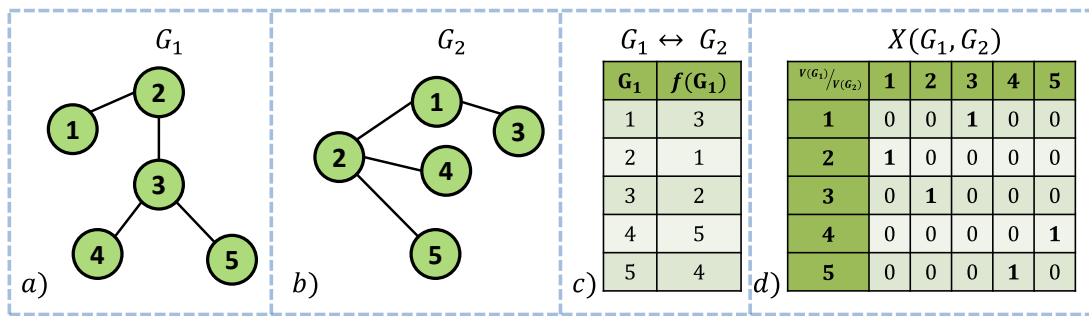 G₁
2
1
3
4
5
a)
G₂
1
3
2
4
5
b)
G₁ ↔ G₂
G₁ f(G₁)
1 3
2 1
3 2
4 5
5 4
c)
X(G₁, G₂)
V(G₁)/V(G₂) 1 2 3 4 5
1 0 0 1 0 0
2 1 0 0 0 0
3 0 1 0 0 0
4 0 0 0 0 1
5 0 0 0 1 0
d)